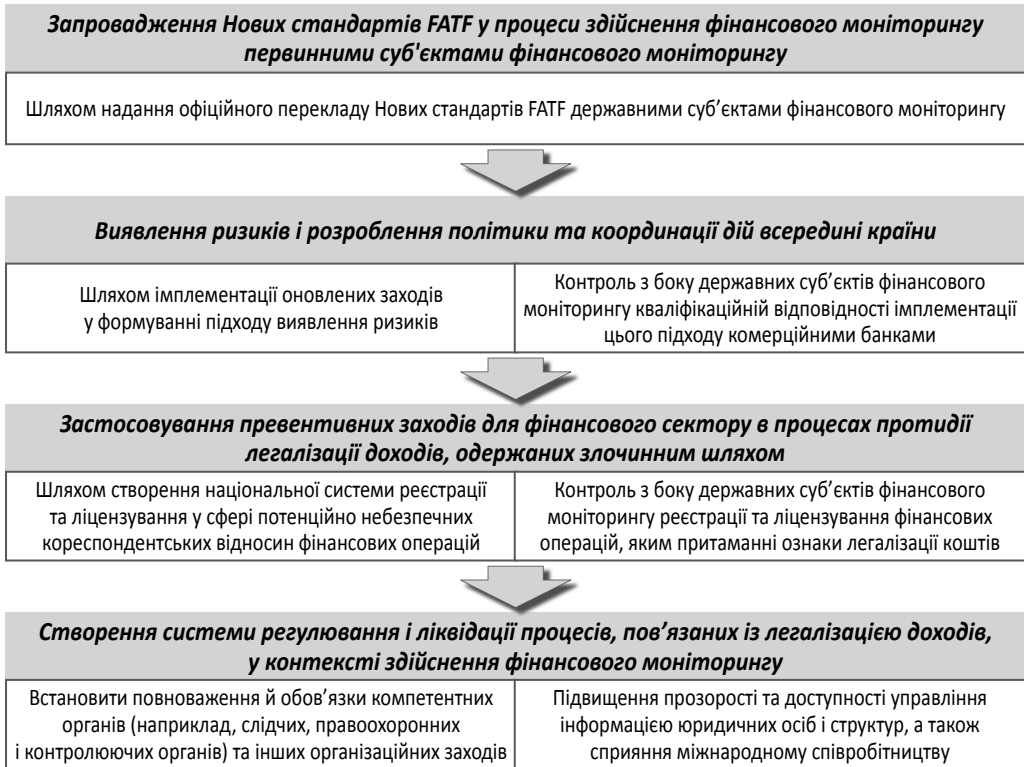 Запровадження Нових стандартів FATF у процеси здійснення фінансового моніторингу
первинними суб'єктами фінансового моніторингу
Шляхом надання офіційного перекладу Нових стандартів FATF державними суб’єктами фінансового моніторингу
Виявлення ризиків і розроблення політики та координації дій всередині країни
Шляхом імплементації оновлених заходів
у формуванні підходу виявлення ризиків
Контроль з боку державних суб’єктів фінансового
моніторингу кваліфікаційній відповідності імплементації
цього підходу комерційними банками
Застосовування превентивних заходів для фінансового сектору в процесах протидії
легалізації доходів, одержаних злочинним шляхом
Шляхом створення національної системи реєстрації
та ліцензування у сфері потенційно небезпечних
кореспондентських відносин фінансових операцій
Контроль з боку державних суб’єктів фінансового
моніторингу реєстрації та ліцензування фінансових
операцій, яким притаманні ознаки легалізації коштів
Створення системи регулювання і ліквідації процесів, пов’язаних із легалізацією доходів,
у контексті здійснення фінансового моніторингу
Встановити повноваження й обов’язки компетентних
органів (наприклад, слідчих, правоохоронних
і контролюючих органів) та інших організаційних заходів
Підвищення прозорості та доступності управління
інформацією юридичних осіб і структур, а також
сприяння міжнародному співробітництву